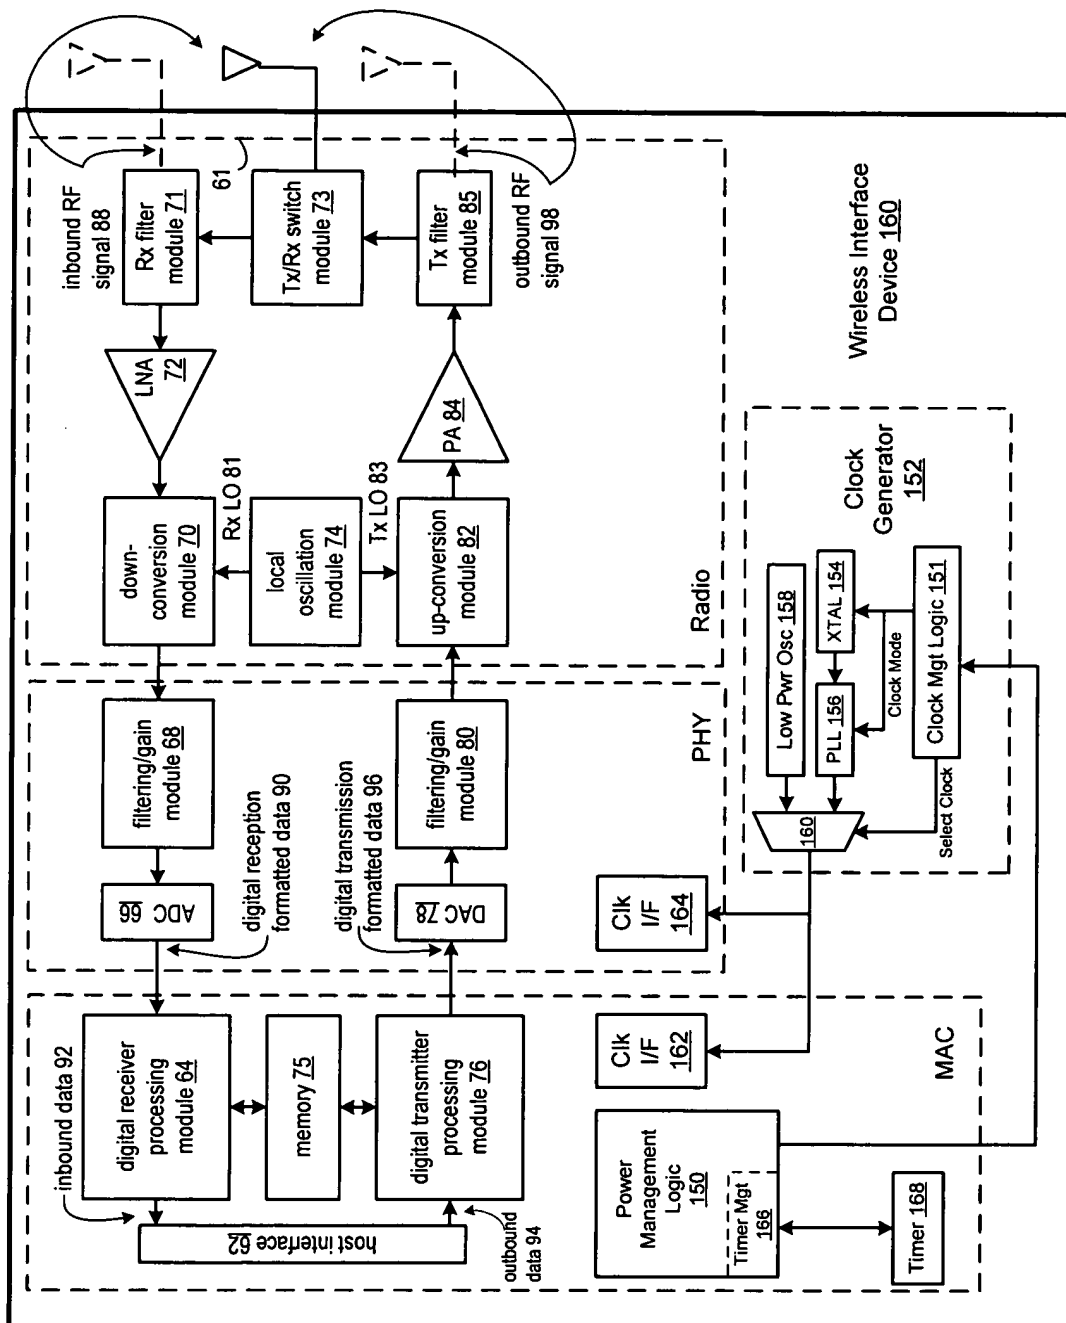 inbound RF
signal 88
Rx filter
module 71
61
Tx/Rx switch
module 73
Tx filter
module 85
outbound RF
signal 98
Wireless Interface
Device 160
LNA
72
PA 84
down-
conversion
module 70
Rx LO 81
local
oscillation
module 74
Tx LO 83
up-conversion
module 82
Radio
Clock
Generator
152
Low Pwr Osc 158
XTAL 154
PLL 156
Clock Mode
Clock Mgt Logic 151
160
Select Clock
filtering/gain
module 68
filtering/gain
module 80
PHY
ADC
66
digital reception
formatted data 90
digital transmission
formatted data 96
DAC 78
Clk
I/F
164
inbound data 92
digital receiver
processing
module 64
memory 75
digital transmitter
processing
module 76
Clk
I/F
162
MAC
host interface 62
outbound
data 94
Power
Management
Logic
150
Timer Mgt
166
Timer 168